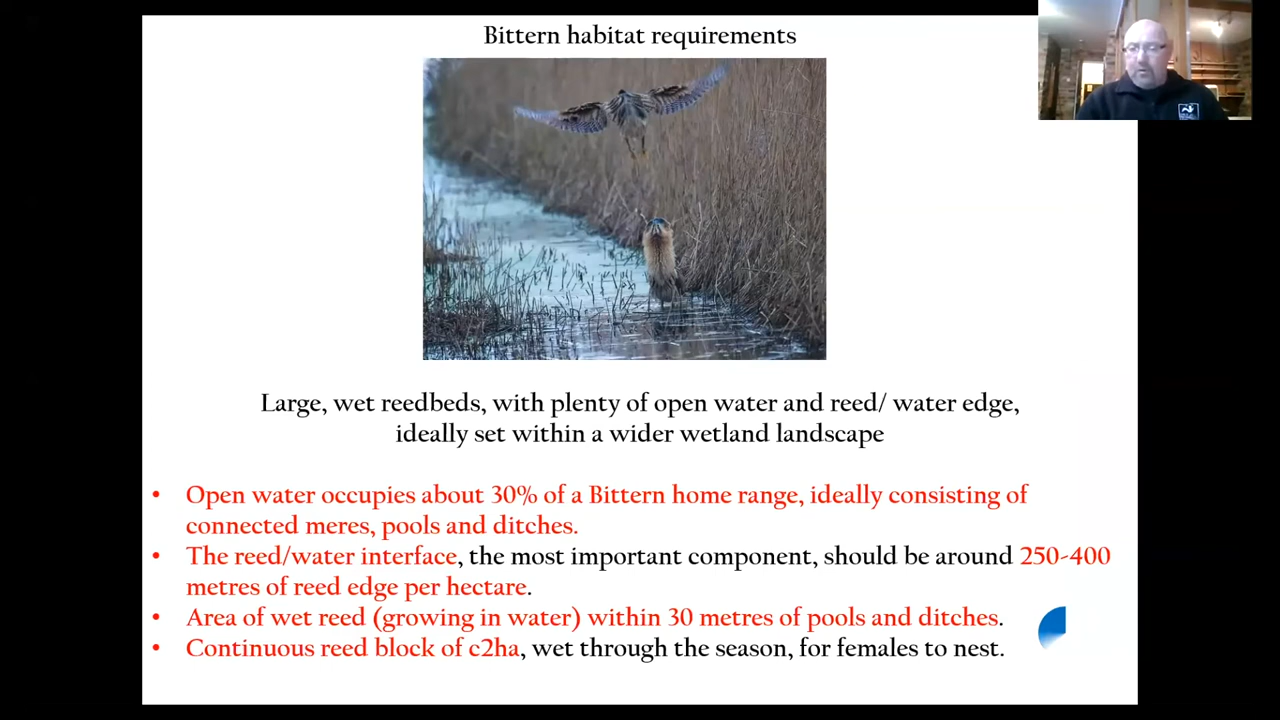 Bittern habitat requirements
Large, wet reedbeds, with plenty of open water and reed/ water edge,
ideally set within a wider wetland landscape
• Open water occupies about 30% of a Bittern home range, ideally consisting of
connected meres, pools and ditches.
• The reed/water interface, the most important component, should be around 250-400
metres of reed edge per hectare.
• Area of wet reed (growing in water) within 30 metres of pools and ditches.
• Continuous reed block of c2ha, wet through the season, for females to nest.